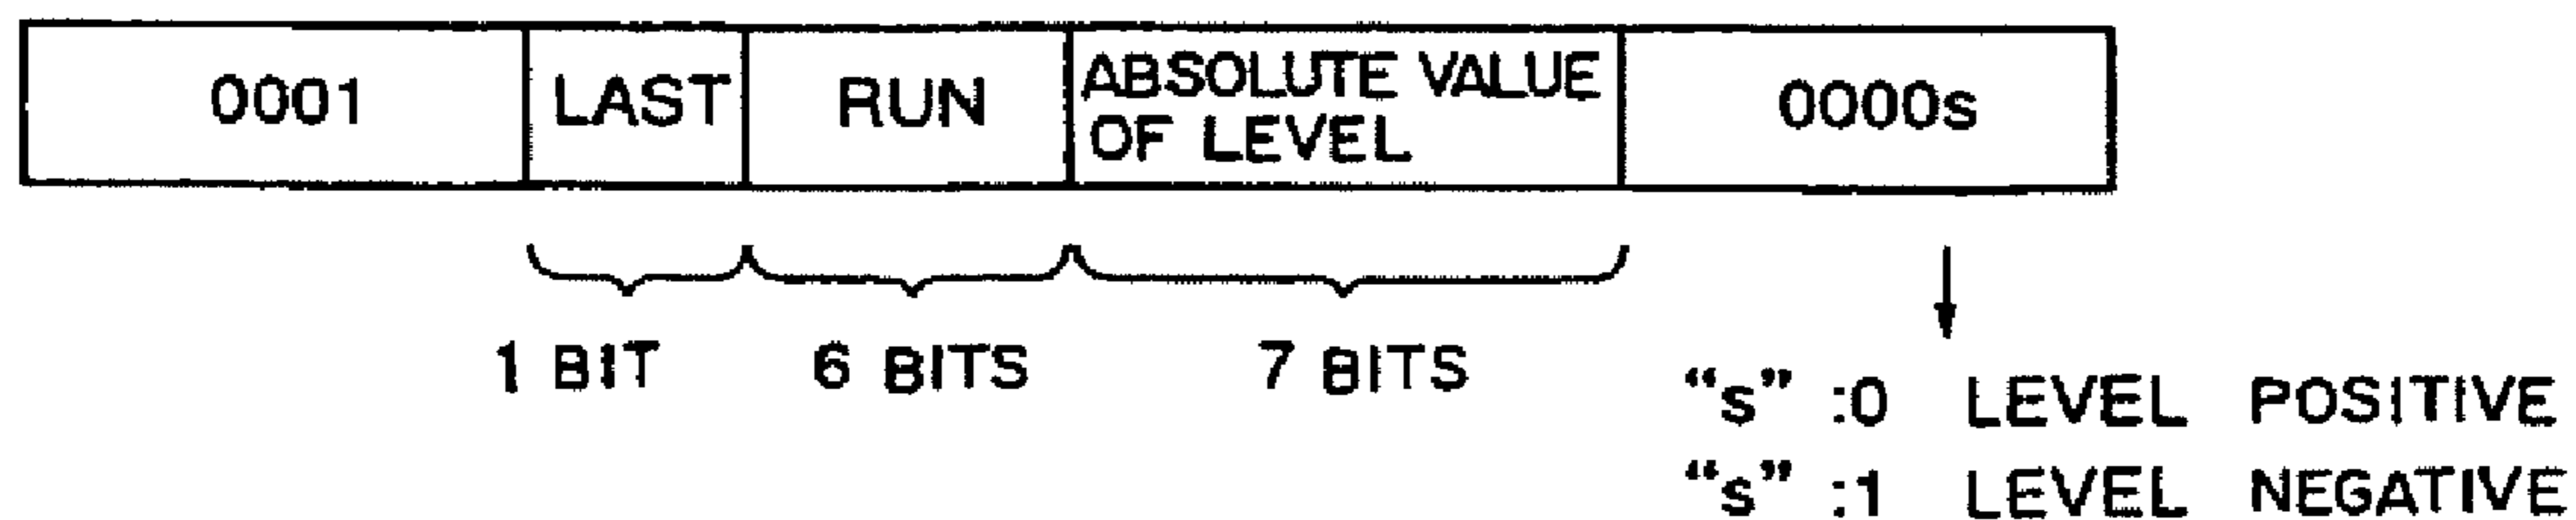 0001 LAST RUN ABSOLUTE VALUE OF LEVEL 0000s
1 BIT 6 BITS 7 BITS
"s" :0 LEVEL POSITIVE
"s" :1 LEVEL NEGATIVE